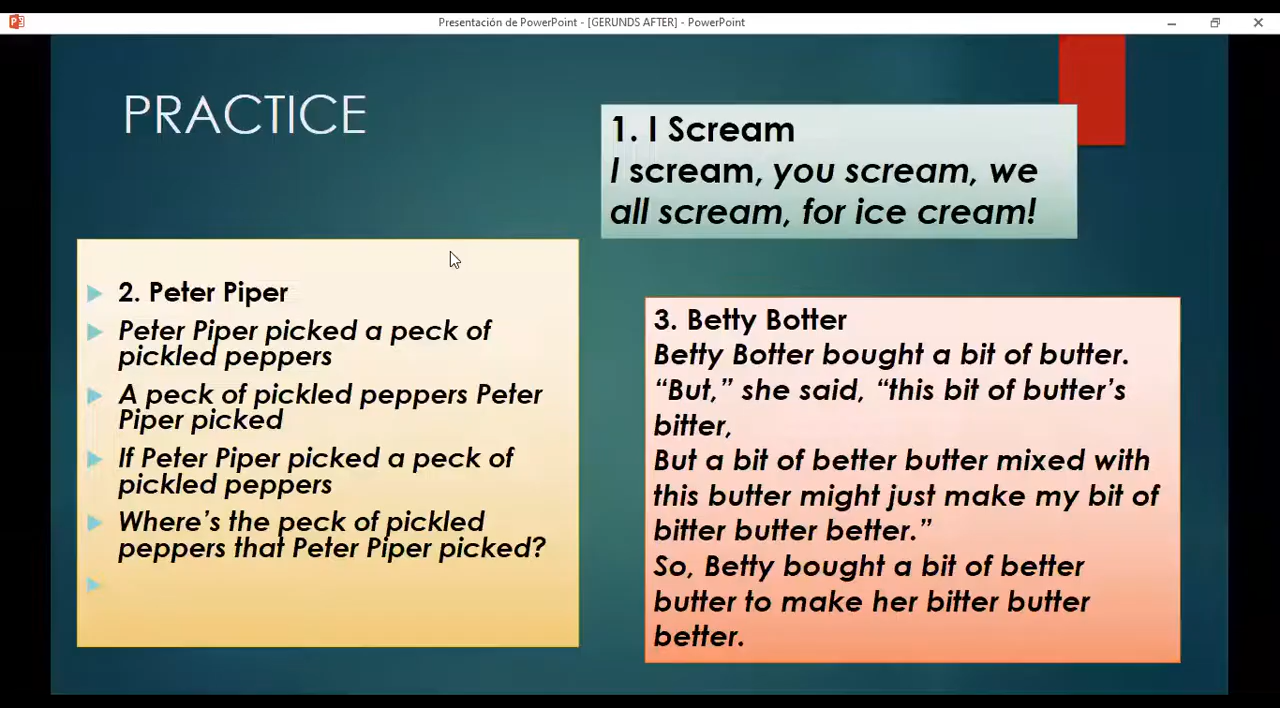 Presentación de PowerPoint - [GERUNDS AFTER] - PowerPoint
PRACTICE
1. I Scream
I scream, you scream, we
all scream, for ice cream!
2. Peter Piper
Peter Piper picked a peck of
pickled peppers
A peck of pickled peppers Peter
Piper picked
If Peter Piper picked a peck of
pickled peppers
Where's the peck of pickled
peppers that Peter Piper picked?
3. Betty Botter
Betty Botter bought a bit of butter.
“But,” she said, “this bit of butter’s
bitter,
But a bit of better butter mixed with
this butter might just make my bit of
bitter butter better.”
So, Betty bought a bit of better
butter to make her bitter butter
better.